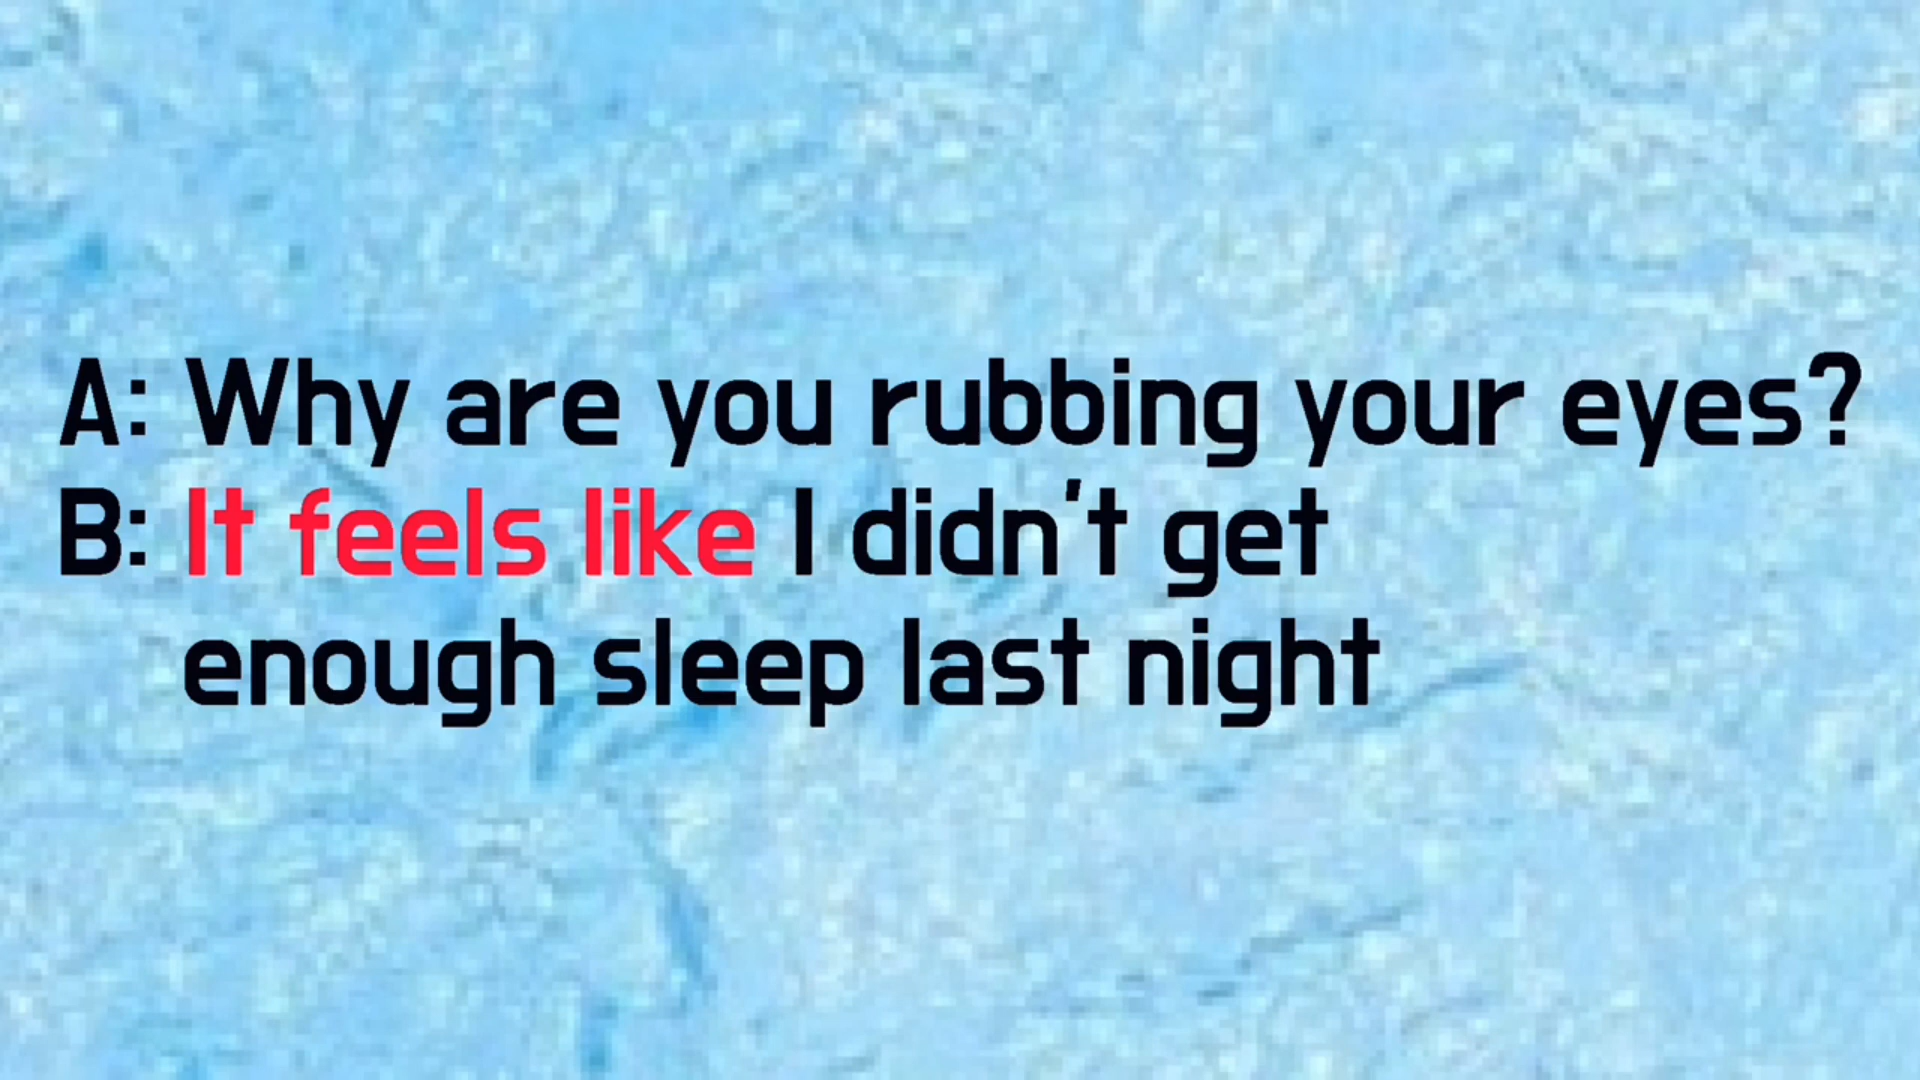 A: Why are you rubbing your eyes?
B: It feels like I didn't get
enough sleep last night